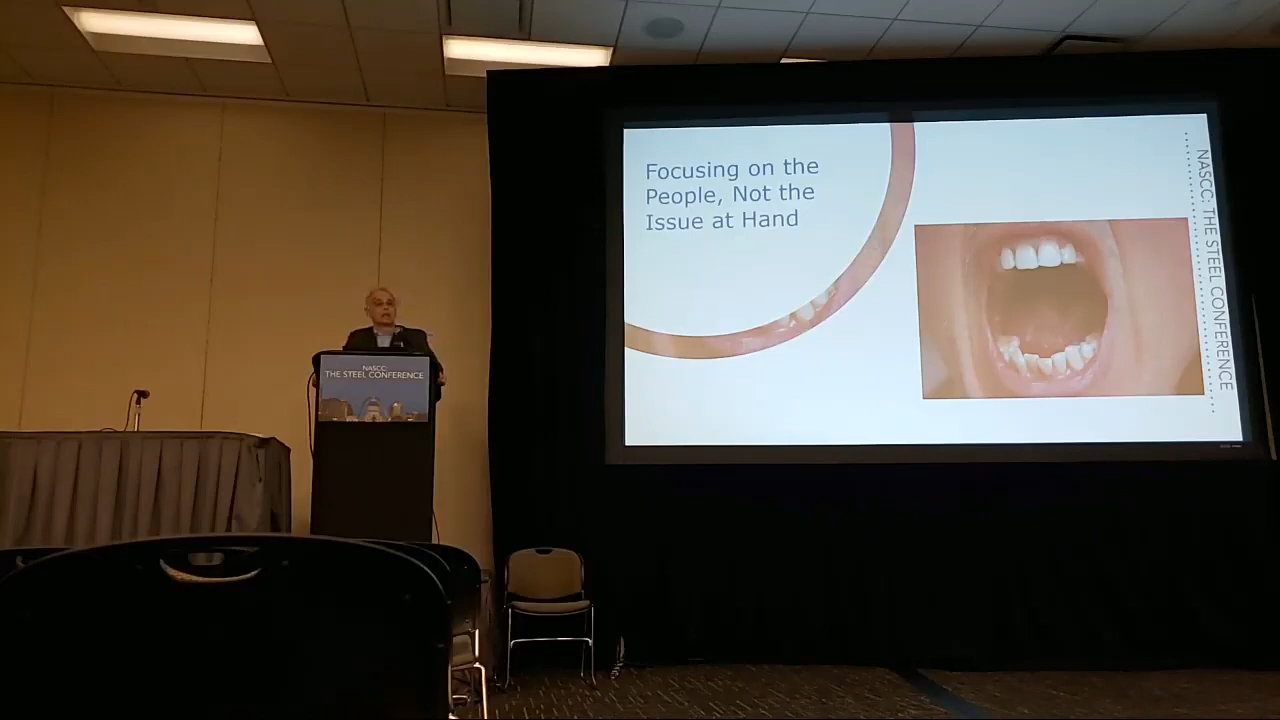 Focusing on the
People, Not the
Issue at Hand
NASCC: THE STEEL CONFERENCE
NASCC:
THE STEEL CONFERENCE